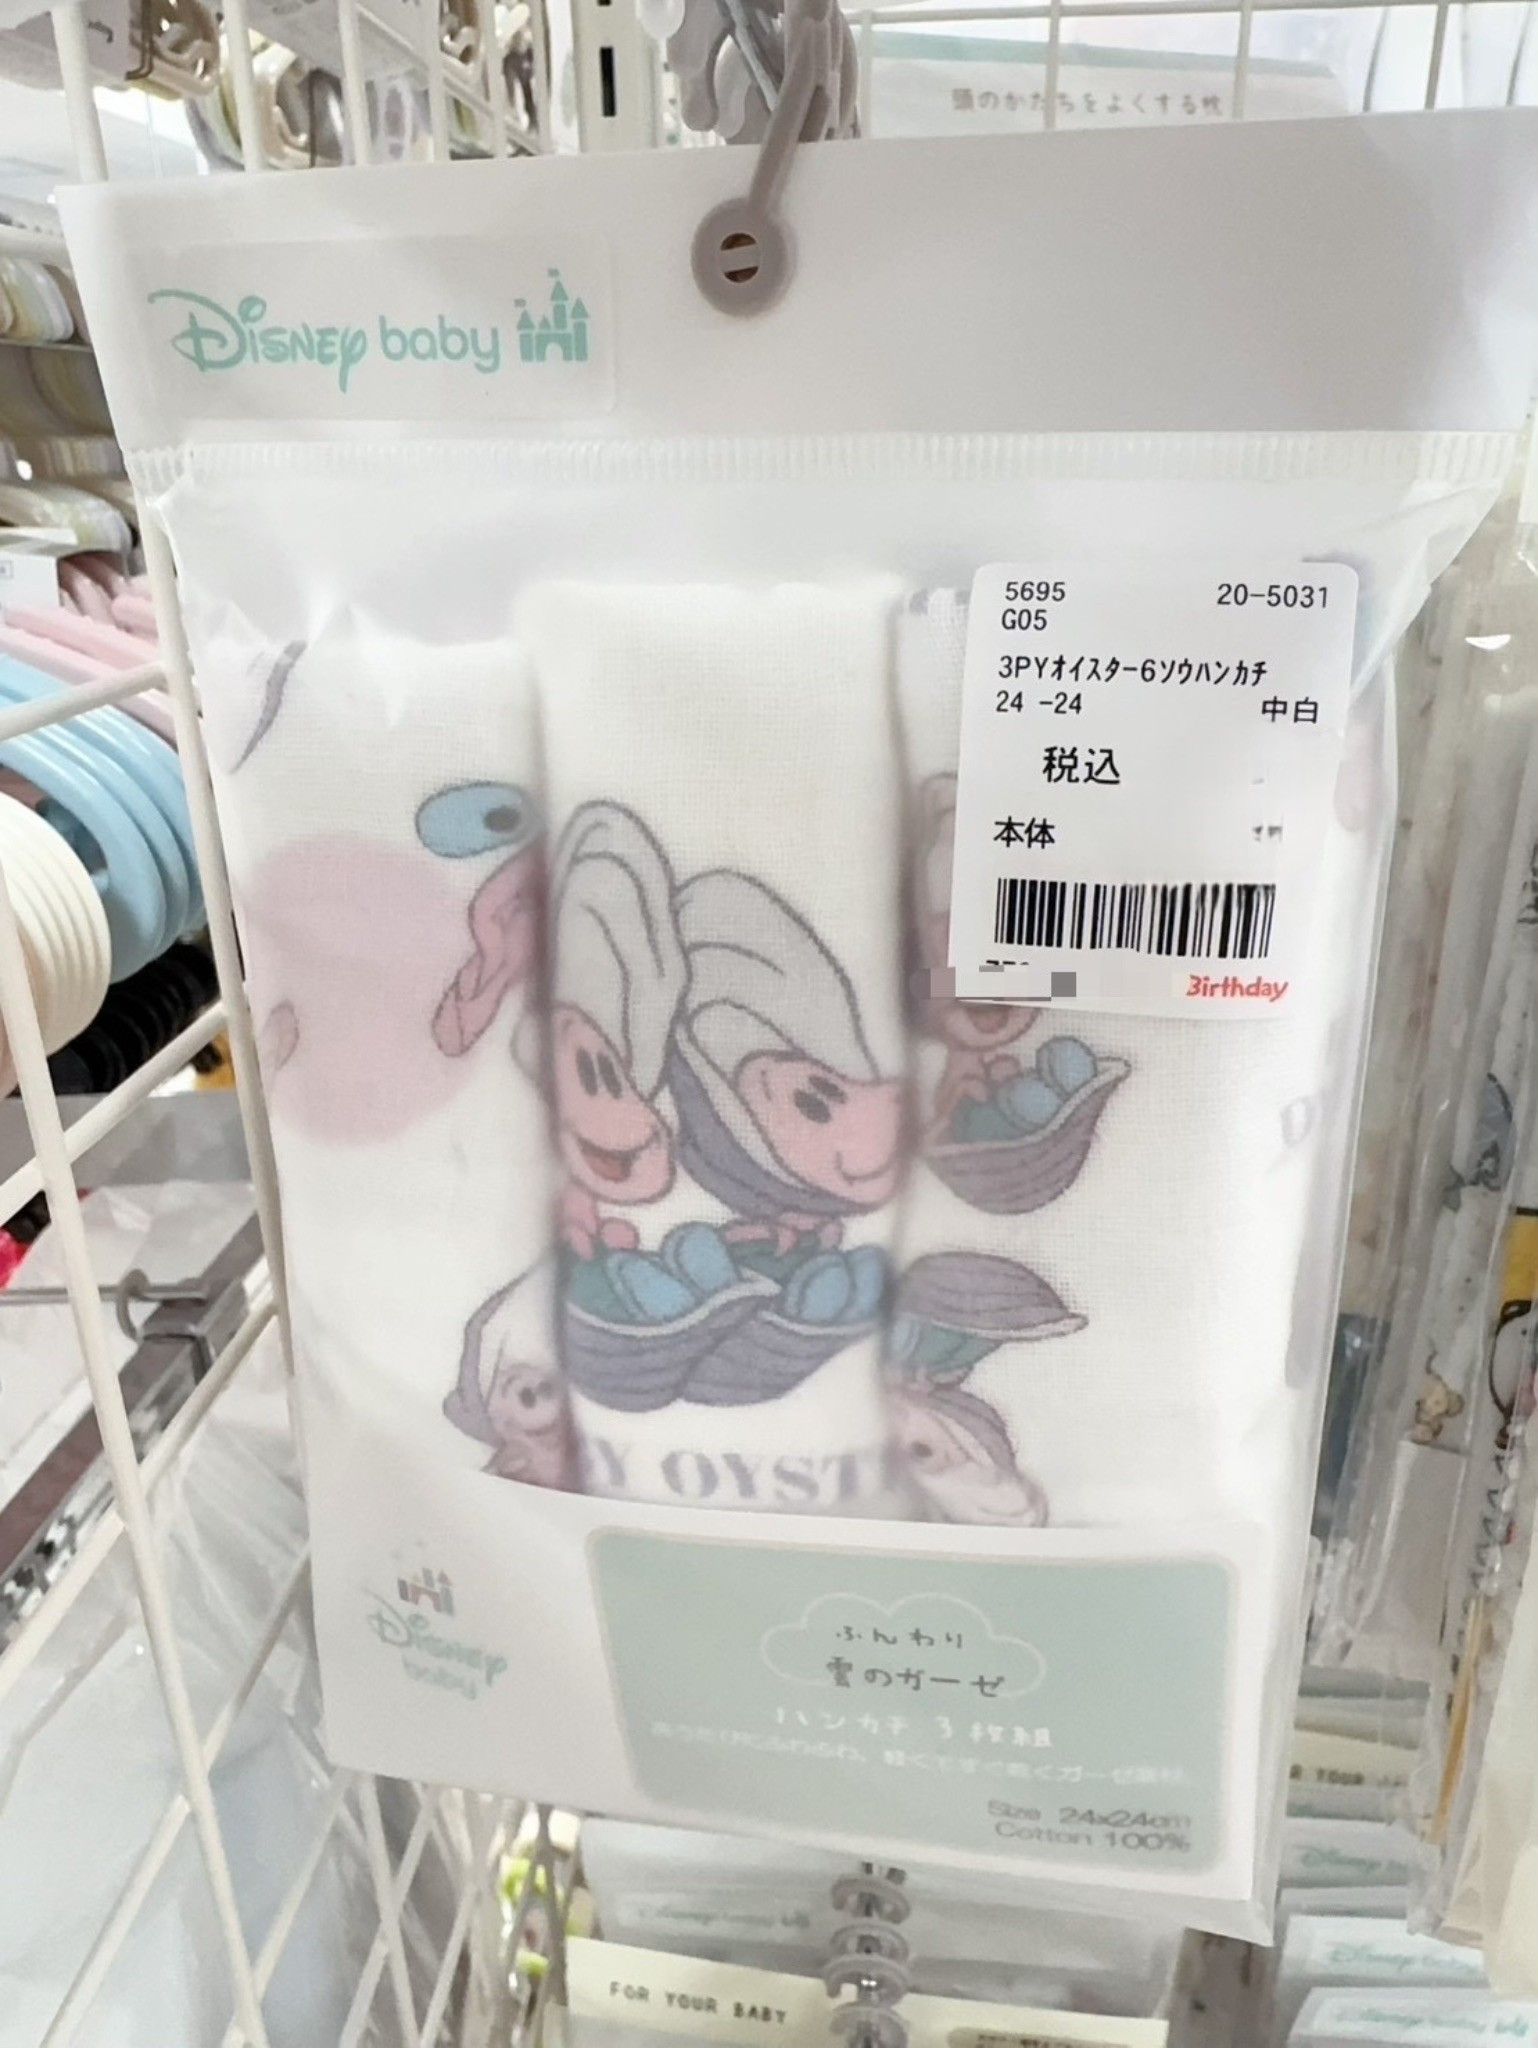 頭のかたちをよくする枕
Disney baby
5695 20-5031
G05
3PYオイスター6ソウハンカチ
24 -24 中白
税込
本体
Birthday
Y OYST
Disney
baby
ふんわり
雲のガーゼ
ハンカチ 3枚組
Size 24x24cm
Cotton 100%
FOR YOUR BABY